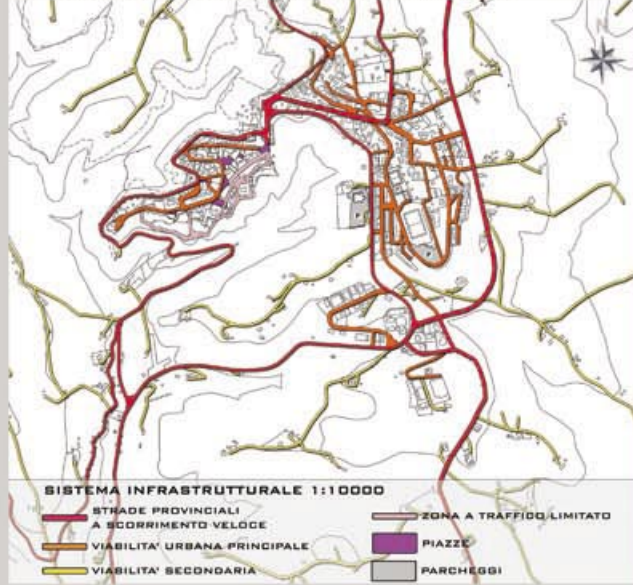 SISTEMA INFRASTRUTTURALE 1:10000
STRADE PROVINCIALI
A SCORRIMENTO VELOCE
VIABILITA' URBANA PRINCIPALE
VIABILITA' SECONDARIA
ZONA A TRAFFICO LIMITATO
PIAZZE
PARCHEGGI